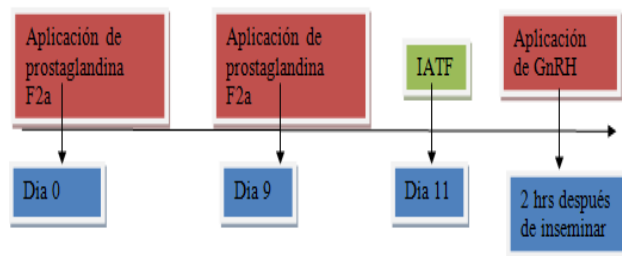 Aplicación de
prostaglandina
F2a
Aplicación de
prostaglandina
F2a
IATF
Aplicación
de GnRH
Dia 0
Dia 9
Dia 11
2 hrs después
de inseminar